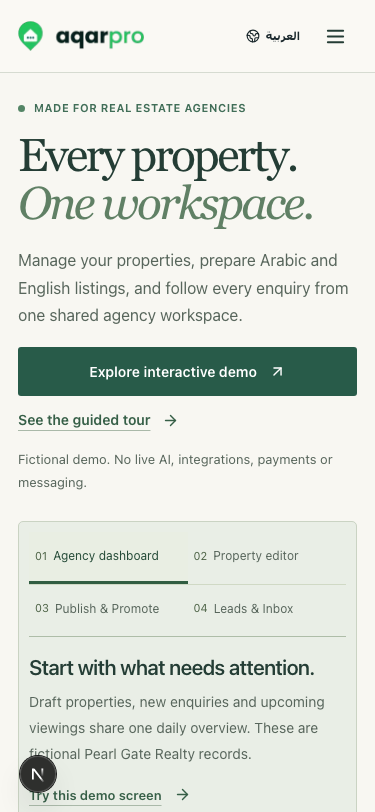 aqarpro
العربية
MADE FOR REAL ESTATE AGENCIES
Every property.
One workspace.
Manage your properties, prepare Arabic and
English listings, and follow every enquiry from
one shared agency workspace.
Explore interactive demo
See the guided tour
Fictional demo. No live AI, integrations, payments or
messaging.
01 Agency dashboard
02 Property editor
03 Publish & Promote
04 Leads & Inbox
Start with what needs attention.
Draft properties, new enquiries and upcoming
viewings share one daily overview. These are
fictional Pearl Gate Realty records.
N
Try this demo screen